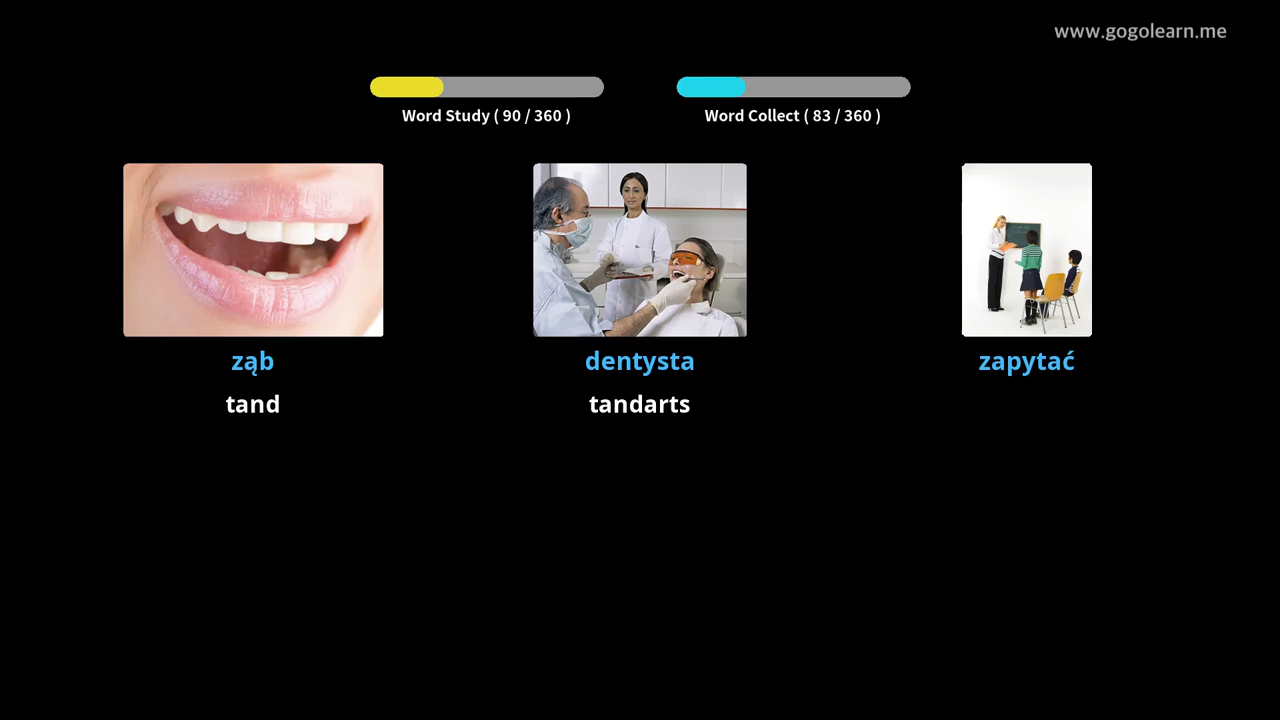 www.gogolearn.me
Word Study ( 90 / 360 )
Word Collect ( 83 / 360 )
ząb
dentysta
zapytać
tand
tandarts